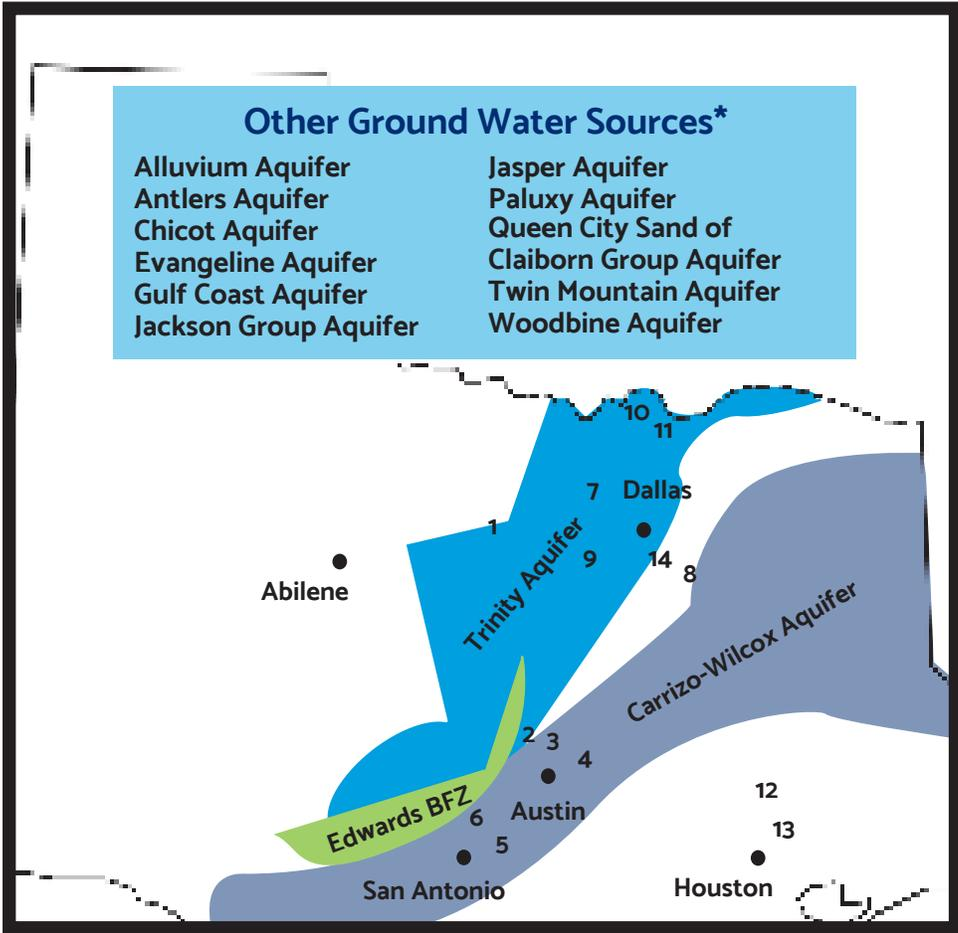 Other Ground Water Sources*
Alluvium Aquifer
Antlers Aquifer
Chicot Aquifer
Evangeline Aquifer
Gulf Coast Aquifer
Jackson Group Aquifer
Jasper Aquifer
Paluxy Aquifer
Queen City Sand of
Claiborn Group Aquifer
Twin Mountain Aquifer
Woodbine Aquifer
10
11
7
Dallas
1
Trinity Aquifer
9
14
8
Abilene
Carrizo-Wilcox Aquifer
2
3
4
Edwards BFZ
6
Austin
5
12
13
San Antonio
Houston